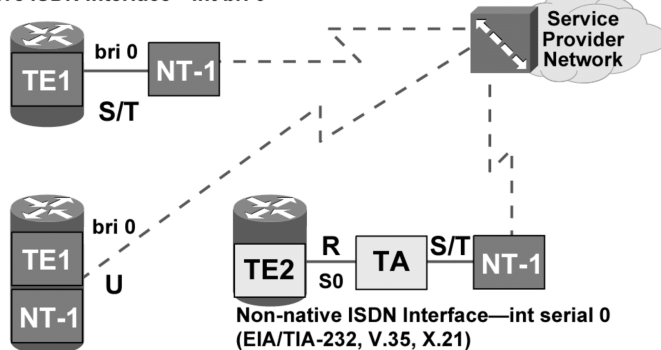 Service
Provider
Network
bri 0
TE1
NT-1
S/T
bri 0
TE1
U
NT-1
TE2
R
S0
TA
S/T
NT-1
Non-native ISDN Interface—int serial 0
(EIA/TIA-232, V.35, X.21)